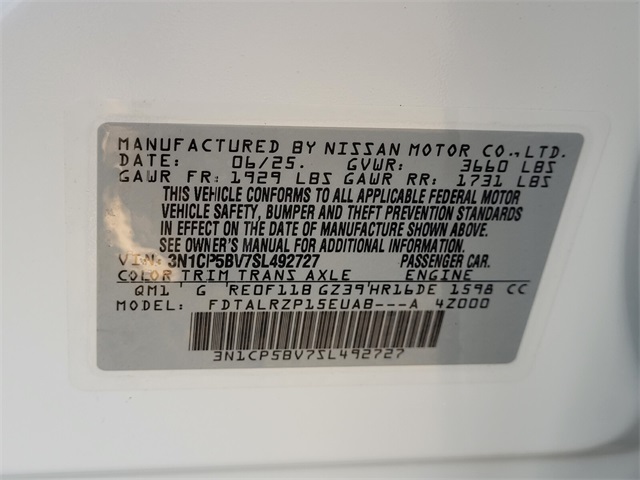 MANUFACTURED BY NISSAN MOTOR CO.,LTD.
DATE: 06/25. GVWR: 3660 LBS
GAWR FR: 1929 LBS GAWR RR: 1731 LBS
THIS VEHICLE CONFORMS TO ALL APPLICABLE FEDERAL MOTOR
VEHICLE SAFETY, BUMPER AND THEFT PREVENTION STANDARDS
IN EFFECT ON THE DATE OF MANUFACTURE SHOWN ABOVE.
SEE OWNER'S MANUAL FOR ADDITIONAL INFORMATION.
VIN: 3N1CP5BV7SL492727 PASSENGER CAR.
COLOR TRIM TRANS AXLE ENGINE
QM1 ' G ' RE0F11B GZ39'HR16DE 1598 CC
MODEL: FDTALRZP15EUAB---A 4Z000
3N1CP5BV7SL492727